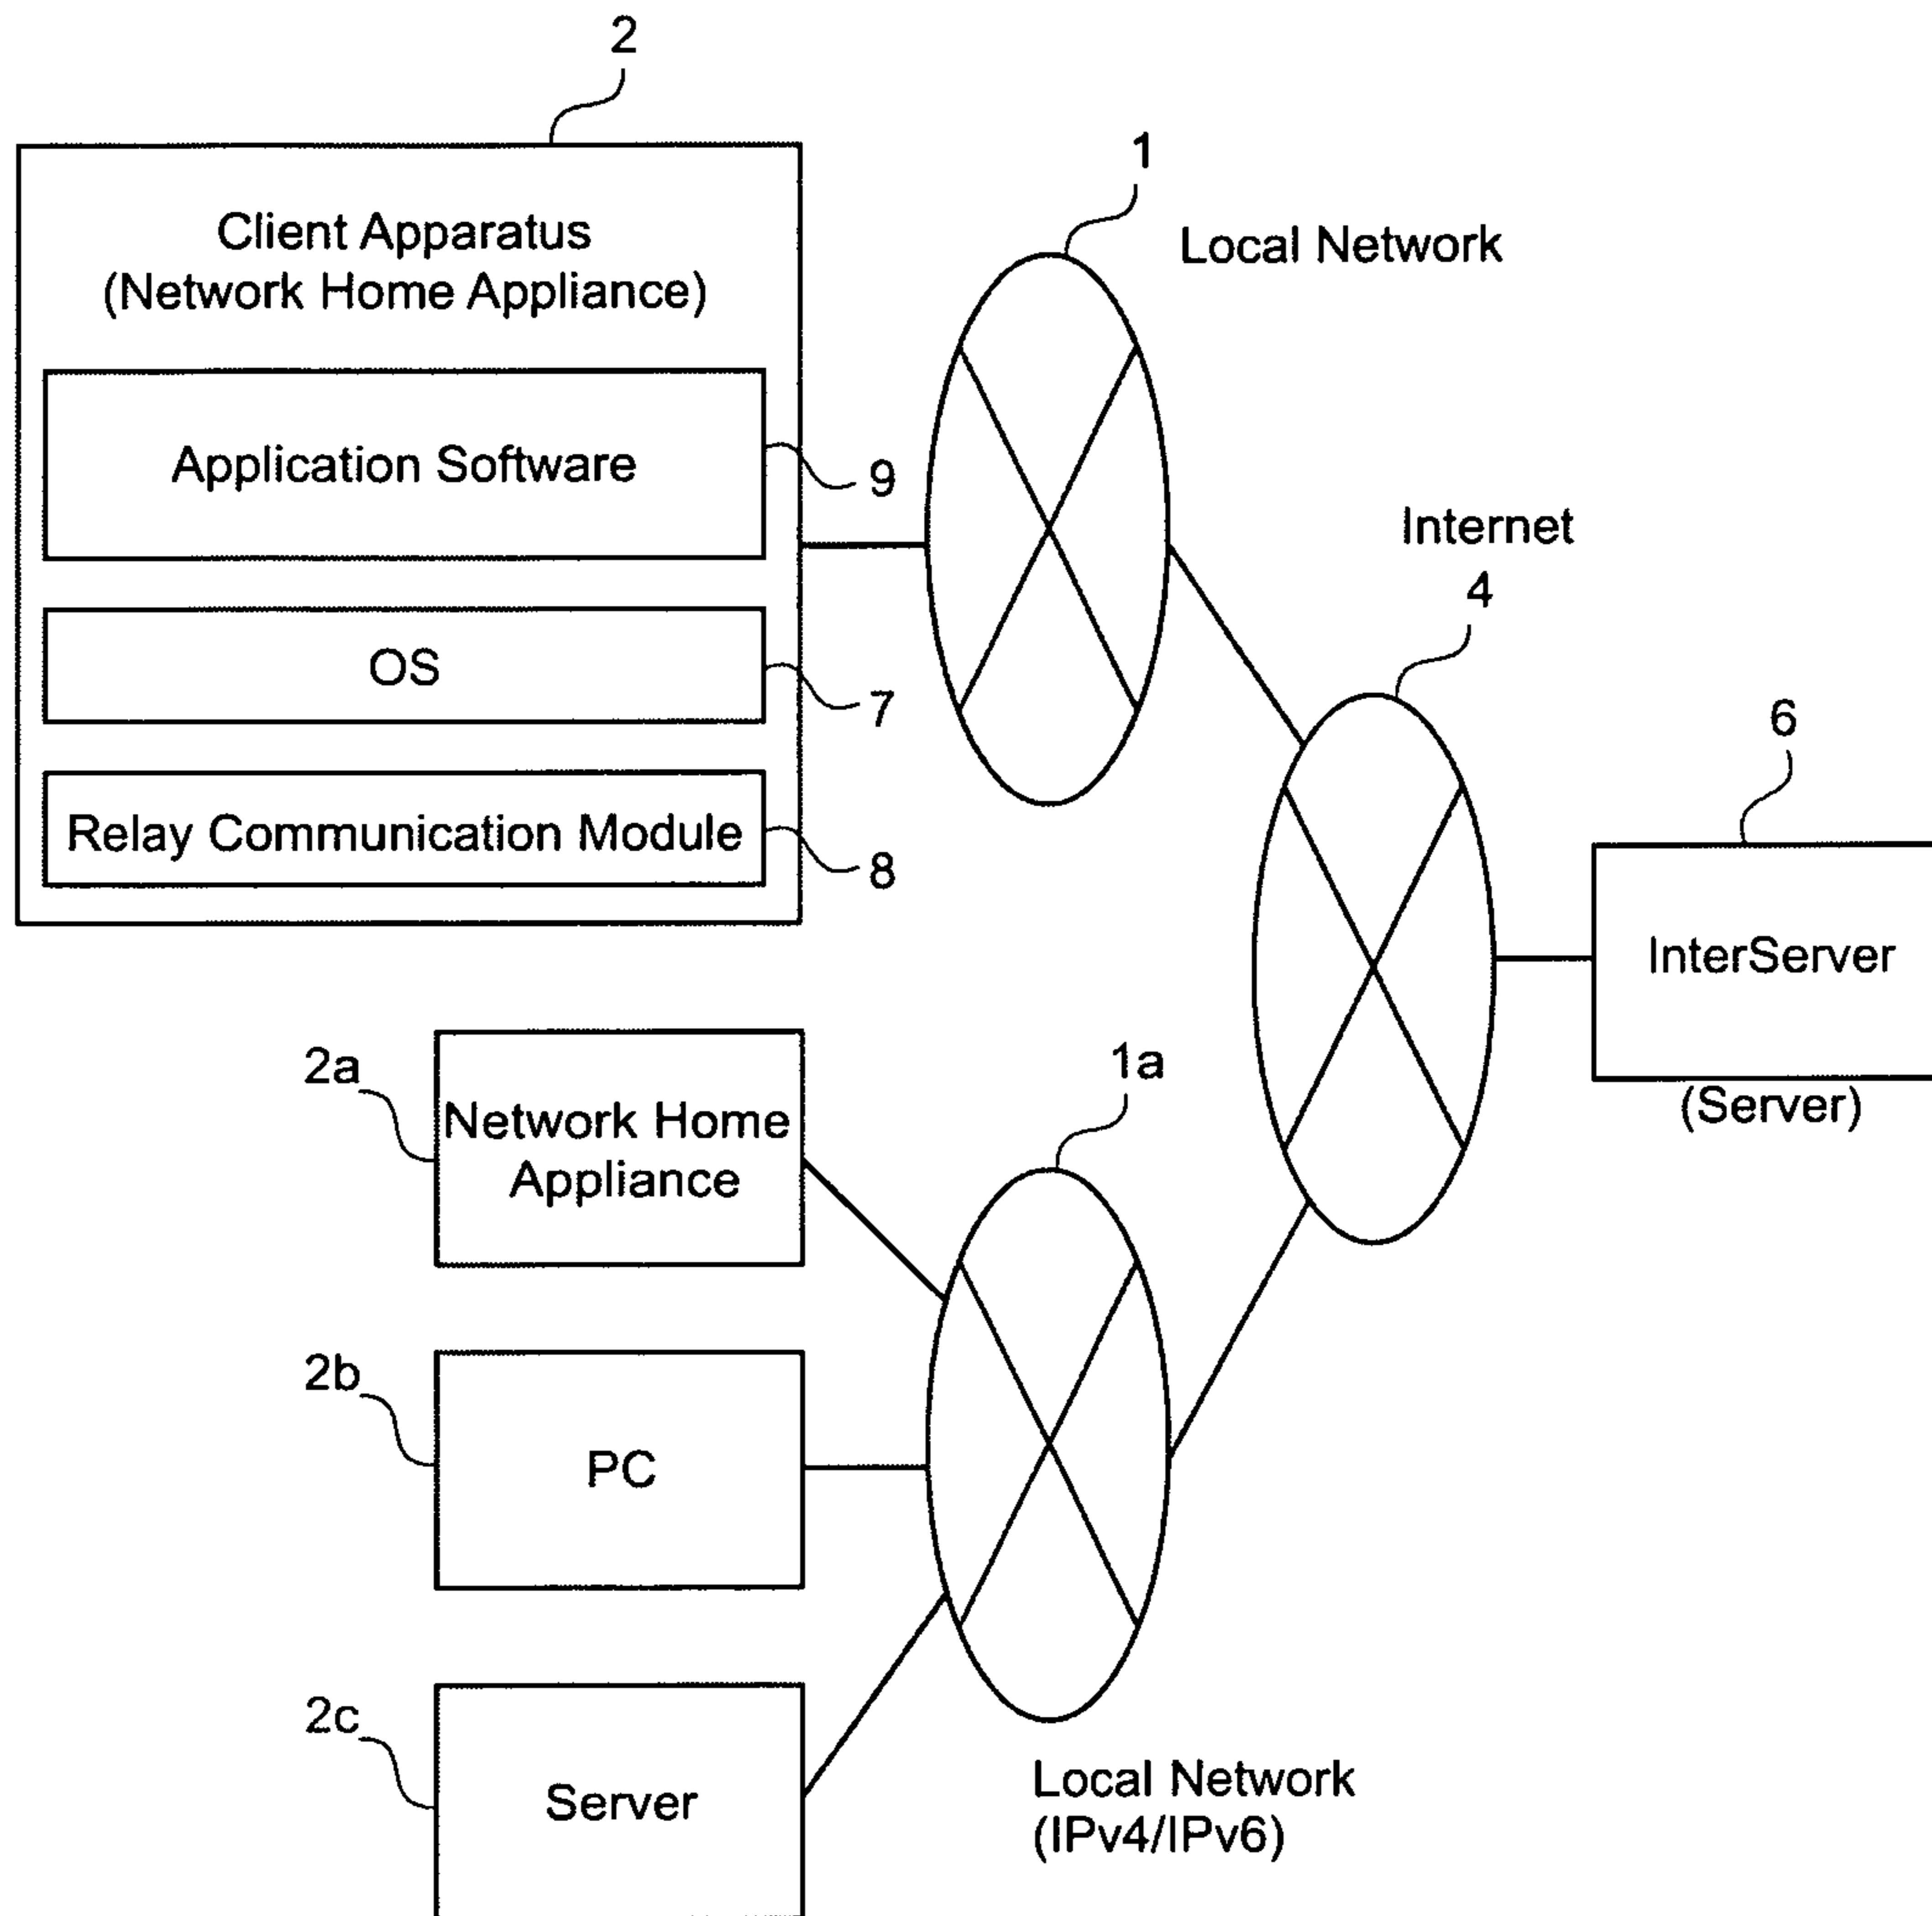 2
Client Apparatus
(Network Home Appliance)
Application Software
9
OS
7
Relay Communication Module
8
1
Local Network
Internet
4
6
InterServer
(Server)
2a
Network Home
Appliance
1a
2b
PC
2c
Server
Local Network
(IPv4/IPv6)